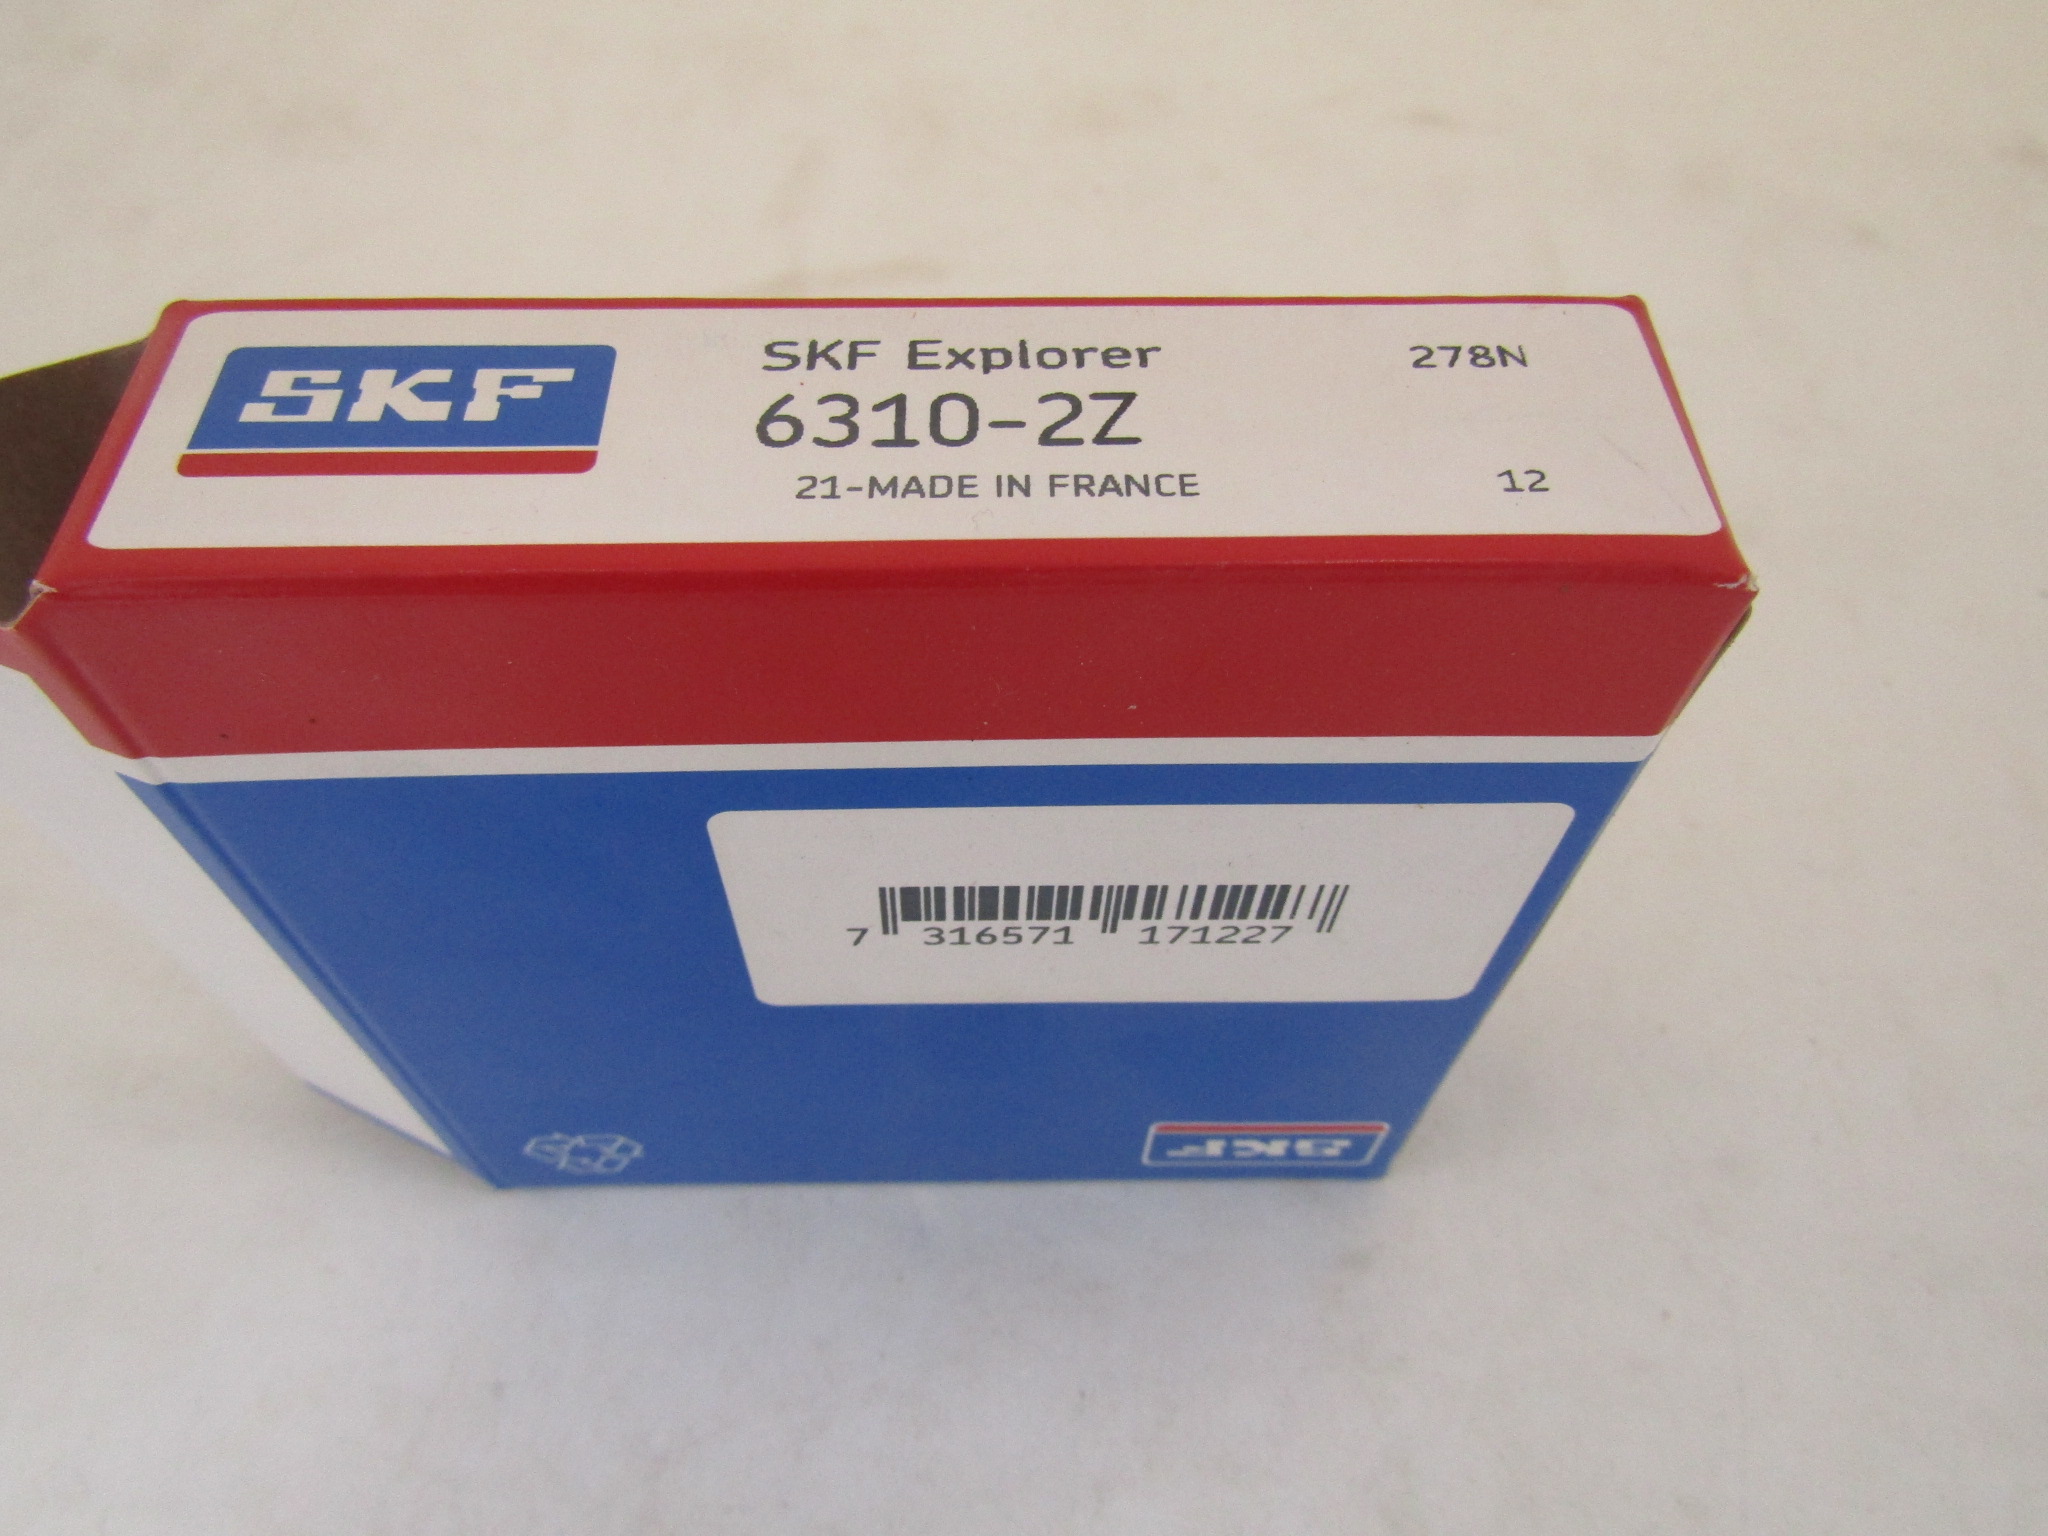 SKF
SKF Explorer
278N
6310-2Z
21-MADE IN FRANCE
12
7 316571 171227
SKF